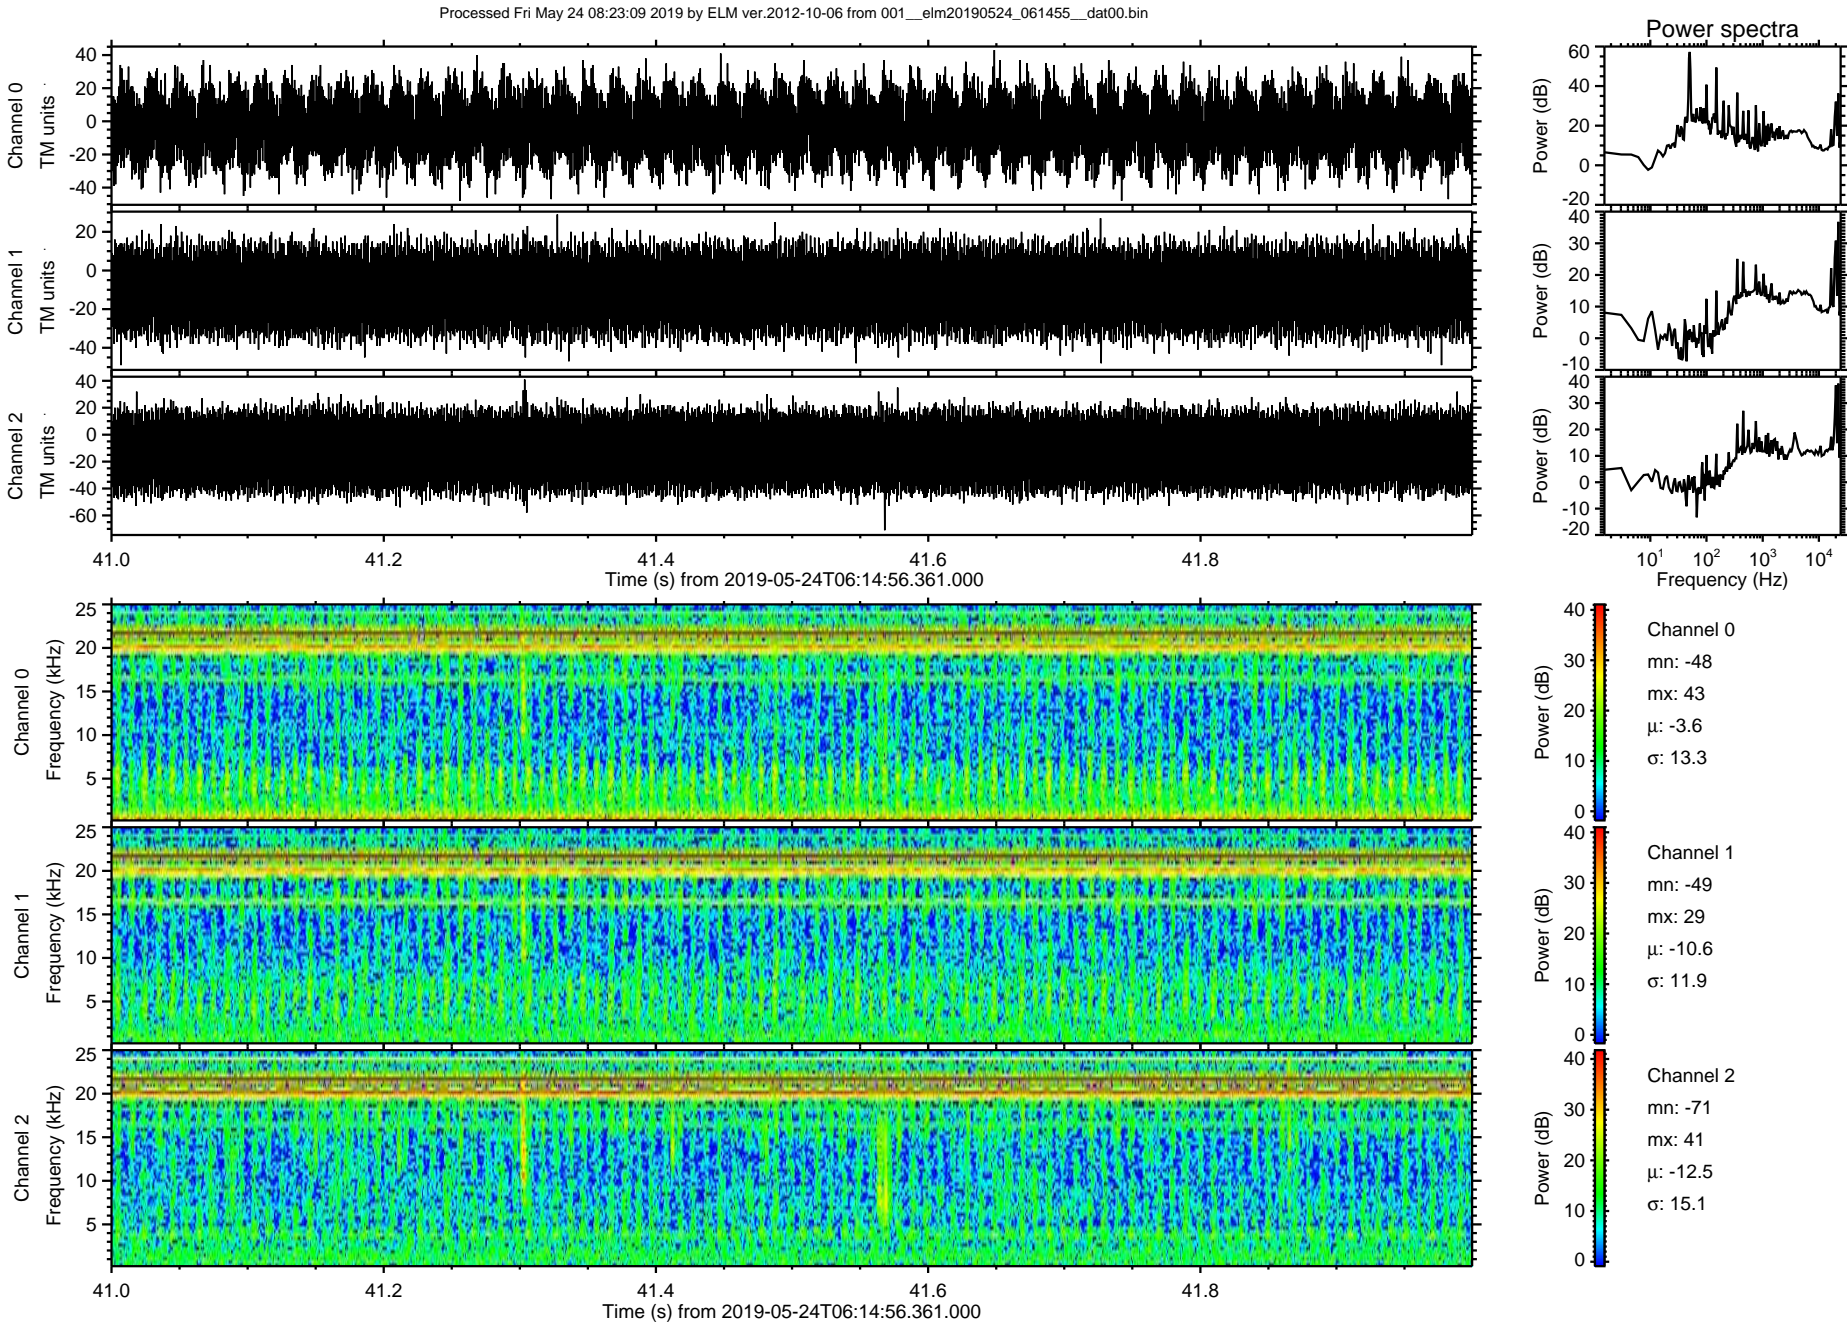 Processed Fri May 24 08:23:09 2019 by ELM ver.2012-10-06 from 001__elm20190524_061455__dat00.bin
Power spectra
Channel 0
TM units
40
20
0
-20
-40
Power (dB)
60
40
20
0
-20
Channel 1
TM units
20
0
-20
-40
Power (dB)
40
30
20
10
0
-10
Channel 2
TM units
40
20
0
-20
-40
-60
Power (dB)
40
30
20
10
0
-10
-20
41.0 41.2 41.4 41.6 41.8
Time (s) from 2019-05-24T06:14:56.361.000
10¹ 10² 10³ 10⁴
Frequency (Hz)
Channel 0
Frequency (kHz)
25
20
15
10
5
Power (dB)
40
30
20
10
0
Channel 0
mn: -48
mx: 43
μ: -3.6
σ: 13.3
Channel 1
Frequency (kHz)
25
20
15
10
5
Power (dB)
40
30
20
10
0
Channel 1
mn: -49
mx: 29
μ: -10.6
σ: 11.9
Channel 2
Frequency (kHz)
25
20
15
10
5
Power (dB)
40
30
20
10
0
Channel 2
mn: -71
mx: 41
μ: -12.5
σ: 15.1
41.0 41.2 41.4 41.6 41.8
Time (s) from 2019-05-24T06:14:56.361.000